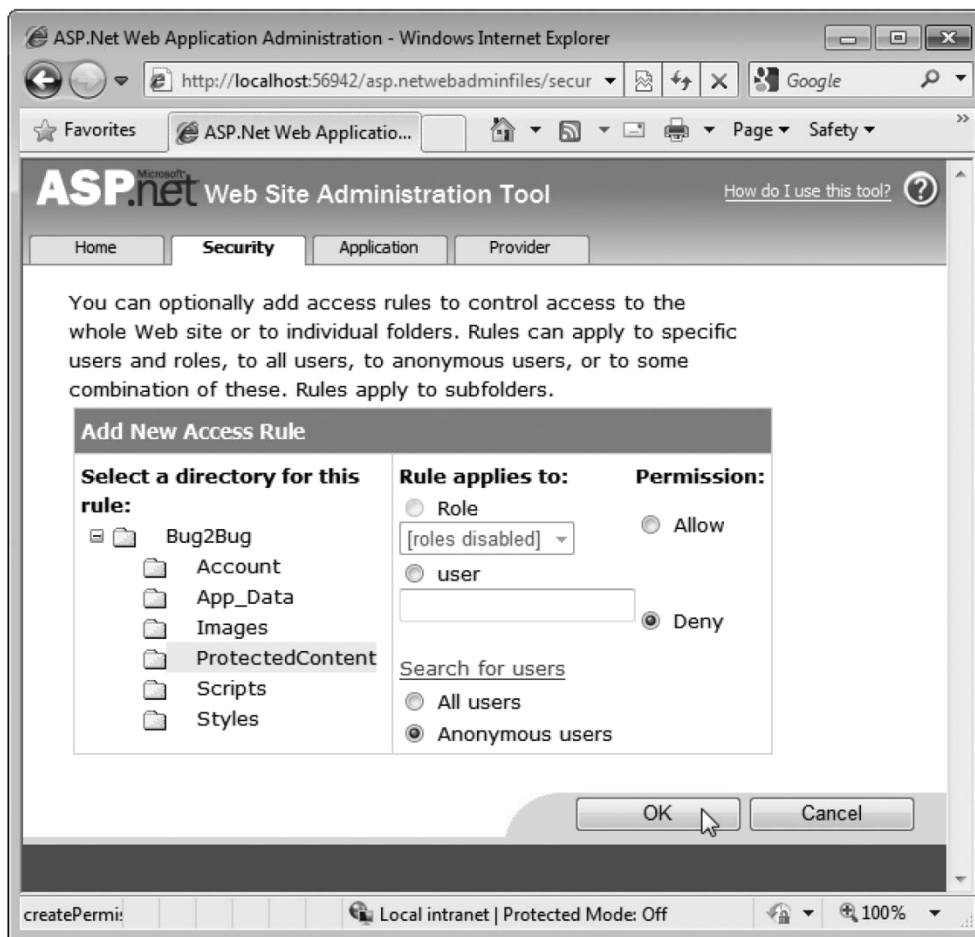 ASP.Net Web Application Administration - Windows Internet Explorer
http://localhost:56942/asp.netwebadminfiles/secur
Google
Favorites
ASP.Net Web Applicatio...
Page
Safety
»
Microsoft
ASP.net Web Site Administration Tool
How do I use this tool?
?
Home
Security
Application
Provider
You can optionally add access rules to control access to the
whole Web site or to individual folders. Rules can apply to specific
users and roles, to all users, to anonymous users, or to some
combination of these. Rules apply to subfolders.
Add New Access Rule
Select a directory for this
rule:
Bug2Bug
Account
App_Data
Images
ProtectedContent
Scripts
Styles
Rule applies to:
Role
[roles disabled]
user
Search for users
All users
Anonymous users
Permission:
Allow
Deny
OK
Cancel
createPermis
Local intranet | Protected Mode: Off
100%